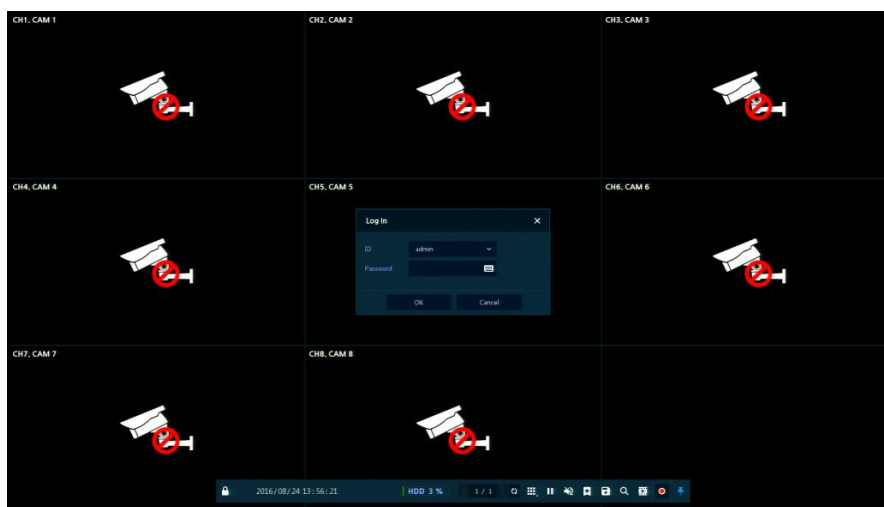 CH1. CAM 1
CH2. CAM 2
CH3. CAM 3
CH4. CAM 4
CH5. CAM 5
CH6. CAM 6
Log In
ID
admin
Password
OK
Cancel
CH7. CAM 7
CH8. CAM 8
2016/08/24 13:56:21
HDD 3 %
1 / 1